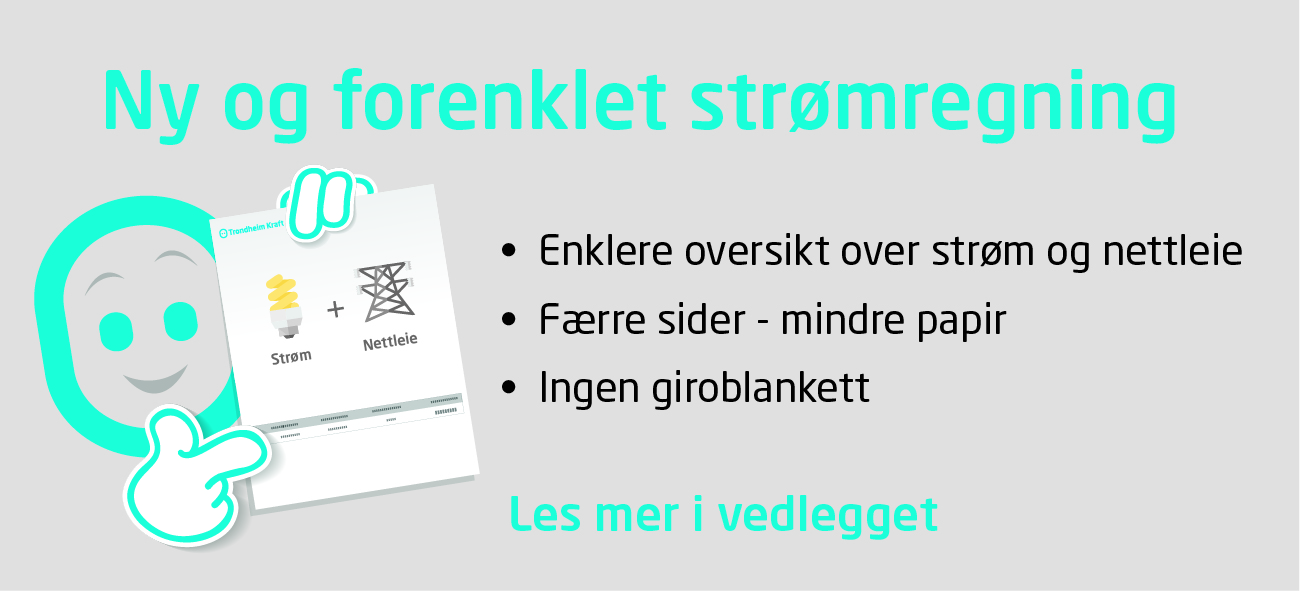 Ny og forenklet strømregning
Trondheim Kraft
Strøm
+
Nettleie
• Enklere oversikt over strøm og nettleie
• Færre sider - mindre papir
• Ingen giroblankett
Les mer i vedlegget